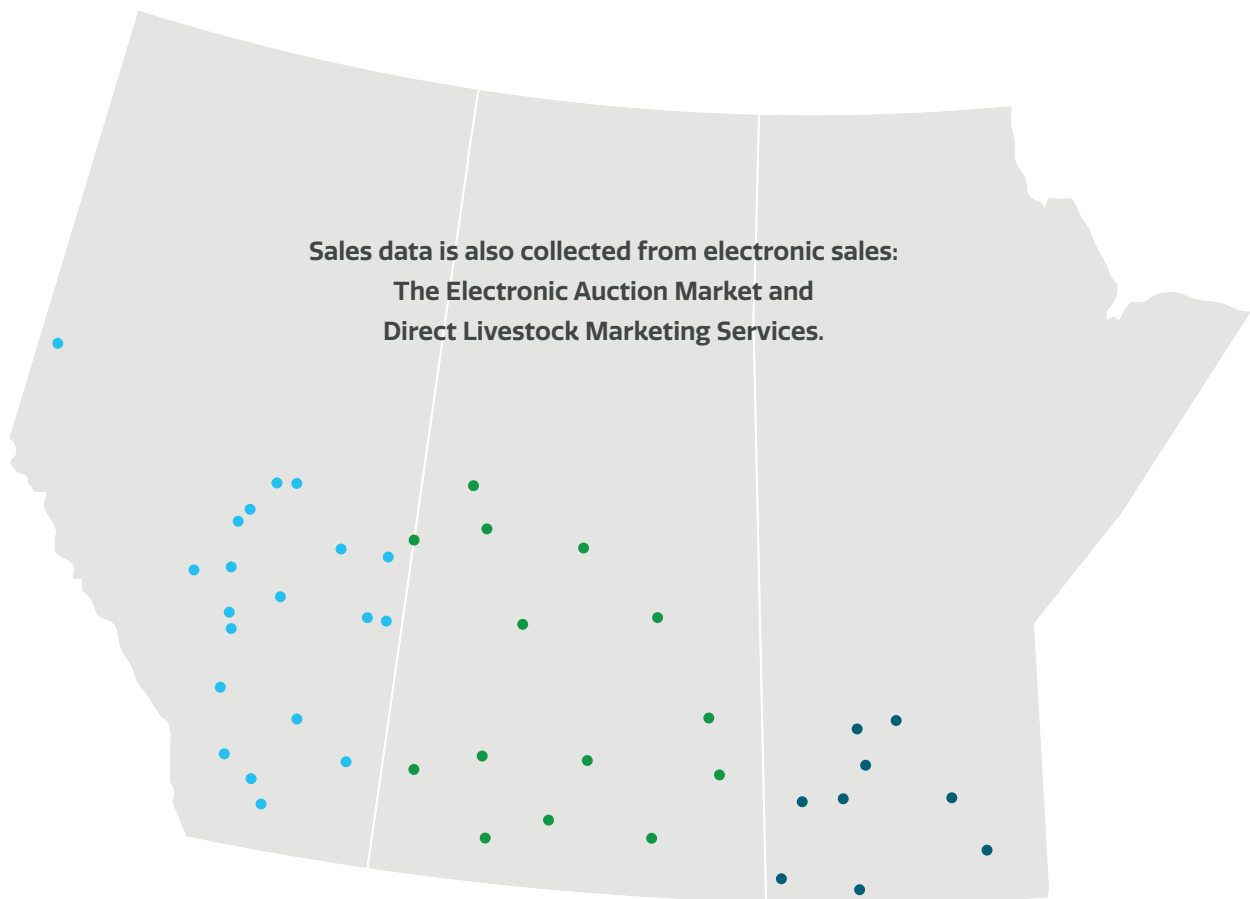 Sales data is also collected from electronic sales:
The Electronic Auction Market and
Direct Livestock Marketing Services.